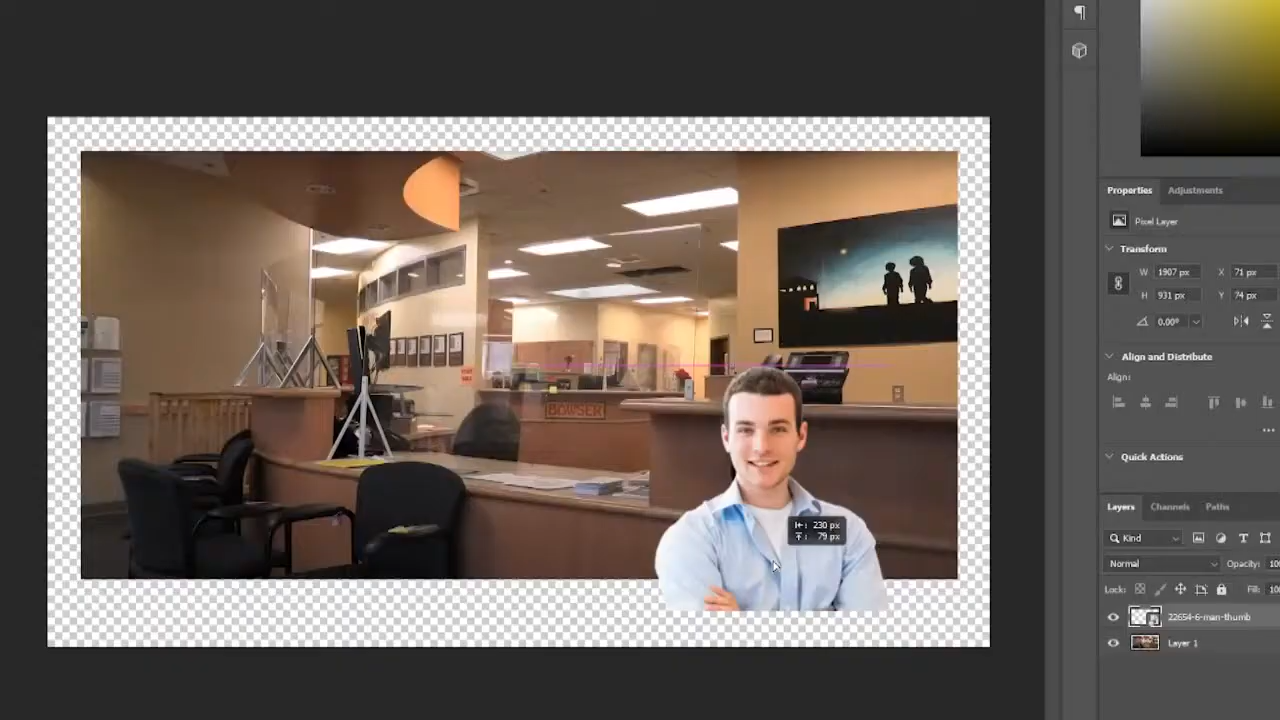 Properties Adjustments
Pixel Layer
Transform
W 1907 px X 71 px
H 931 px Y 74 px
0.00°
Align and Distribute
Align:
Quick Actions
BOWSER
230 px
79 px
Layers Channels Paths
Kind
Normal Opacity:
Lock: Fill:
22654-6-man-thumb
Layer 1